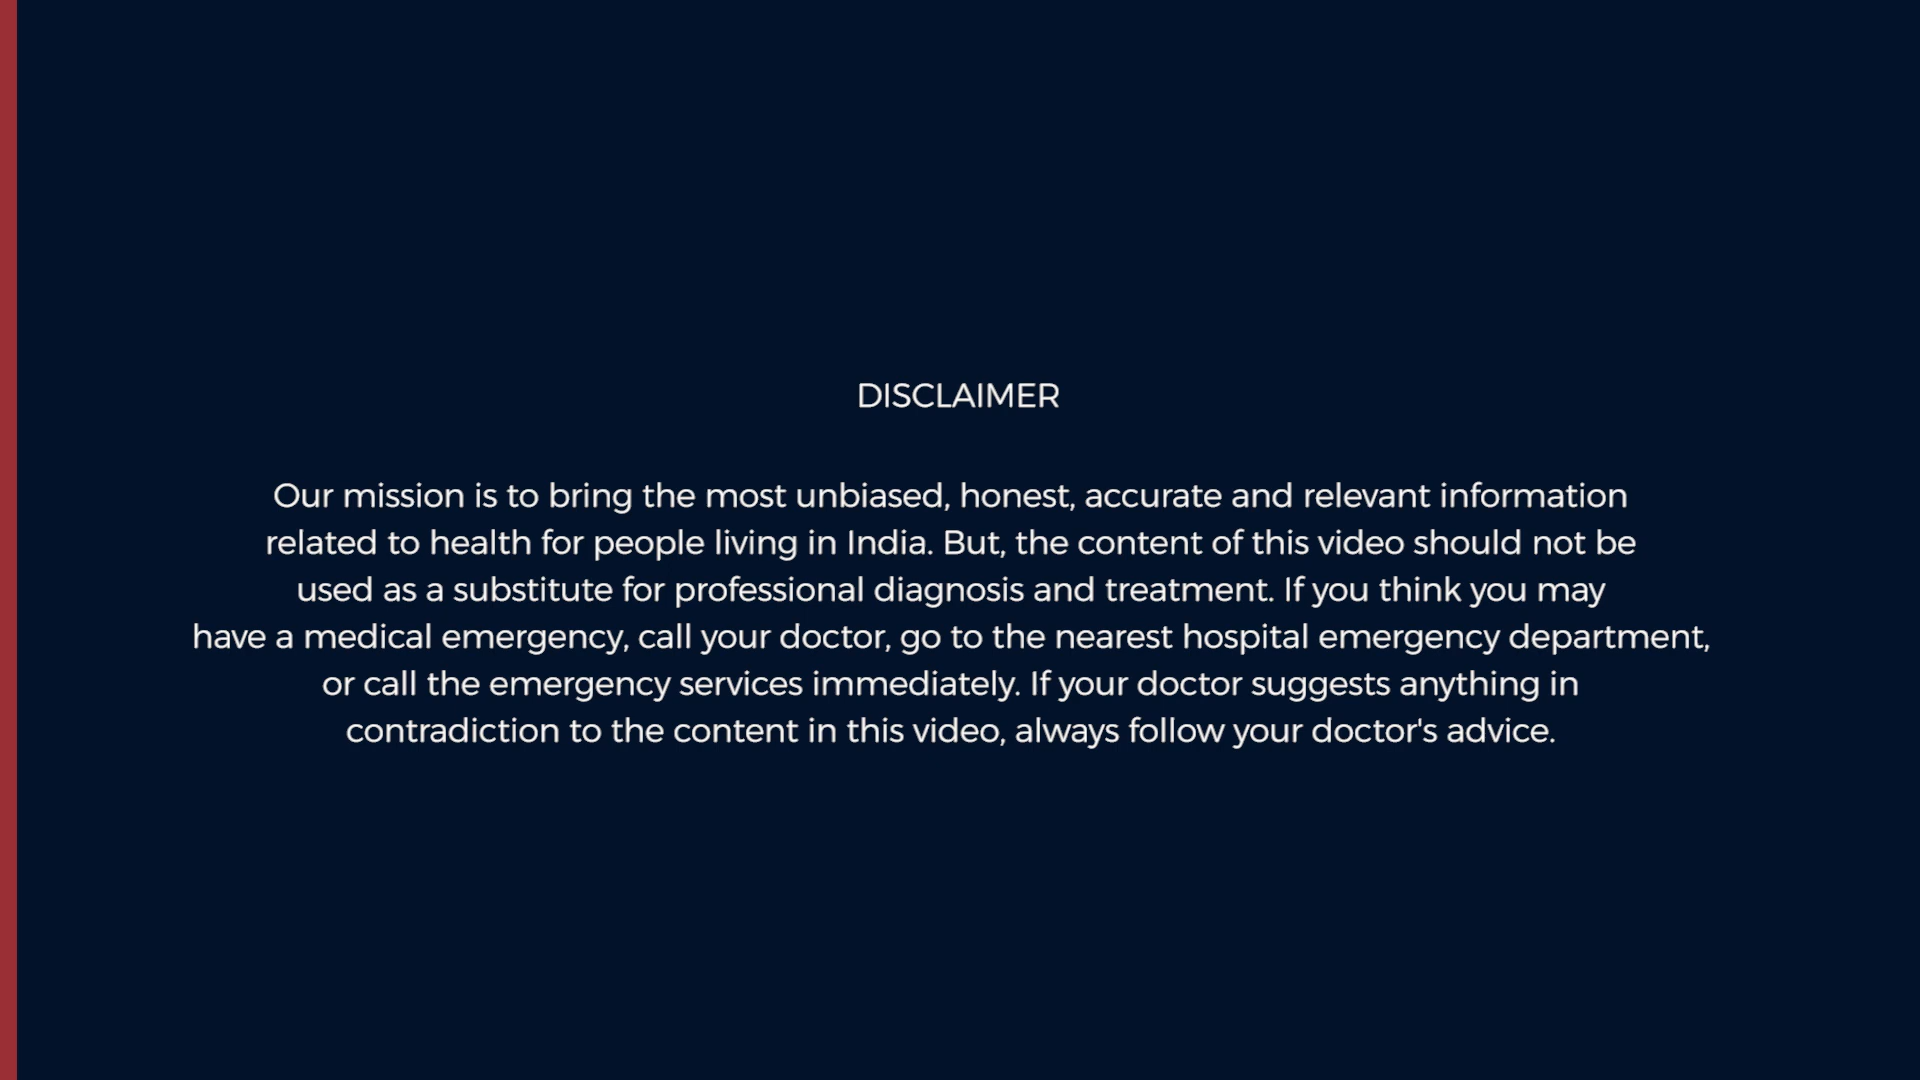 DISCLAIMER
Our mission is to bring the most unbiased, honest, accurate and relevant information
related to health for people living in India. But, the content of this video should not be
used as a substitute for professional diagnosis and treatment. If you think you may
have a medical emergency, call your doctor, go to the nearest hospital emergency department,
or call the emergency services immediately. If your doctor suggests anything in
contradiction to the content in this video, always follow your doctor's advice.